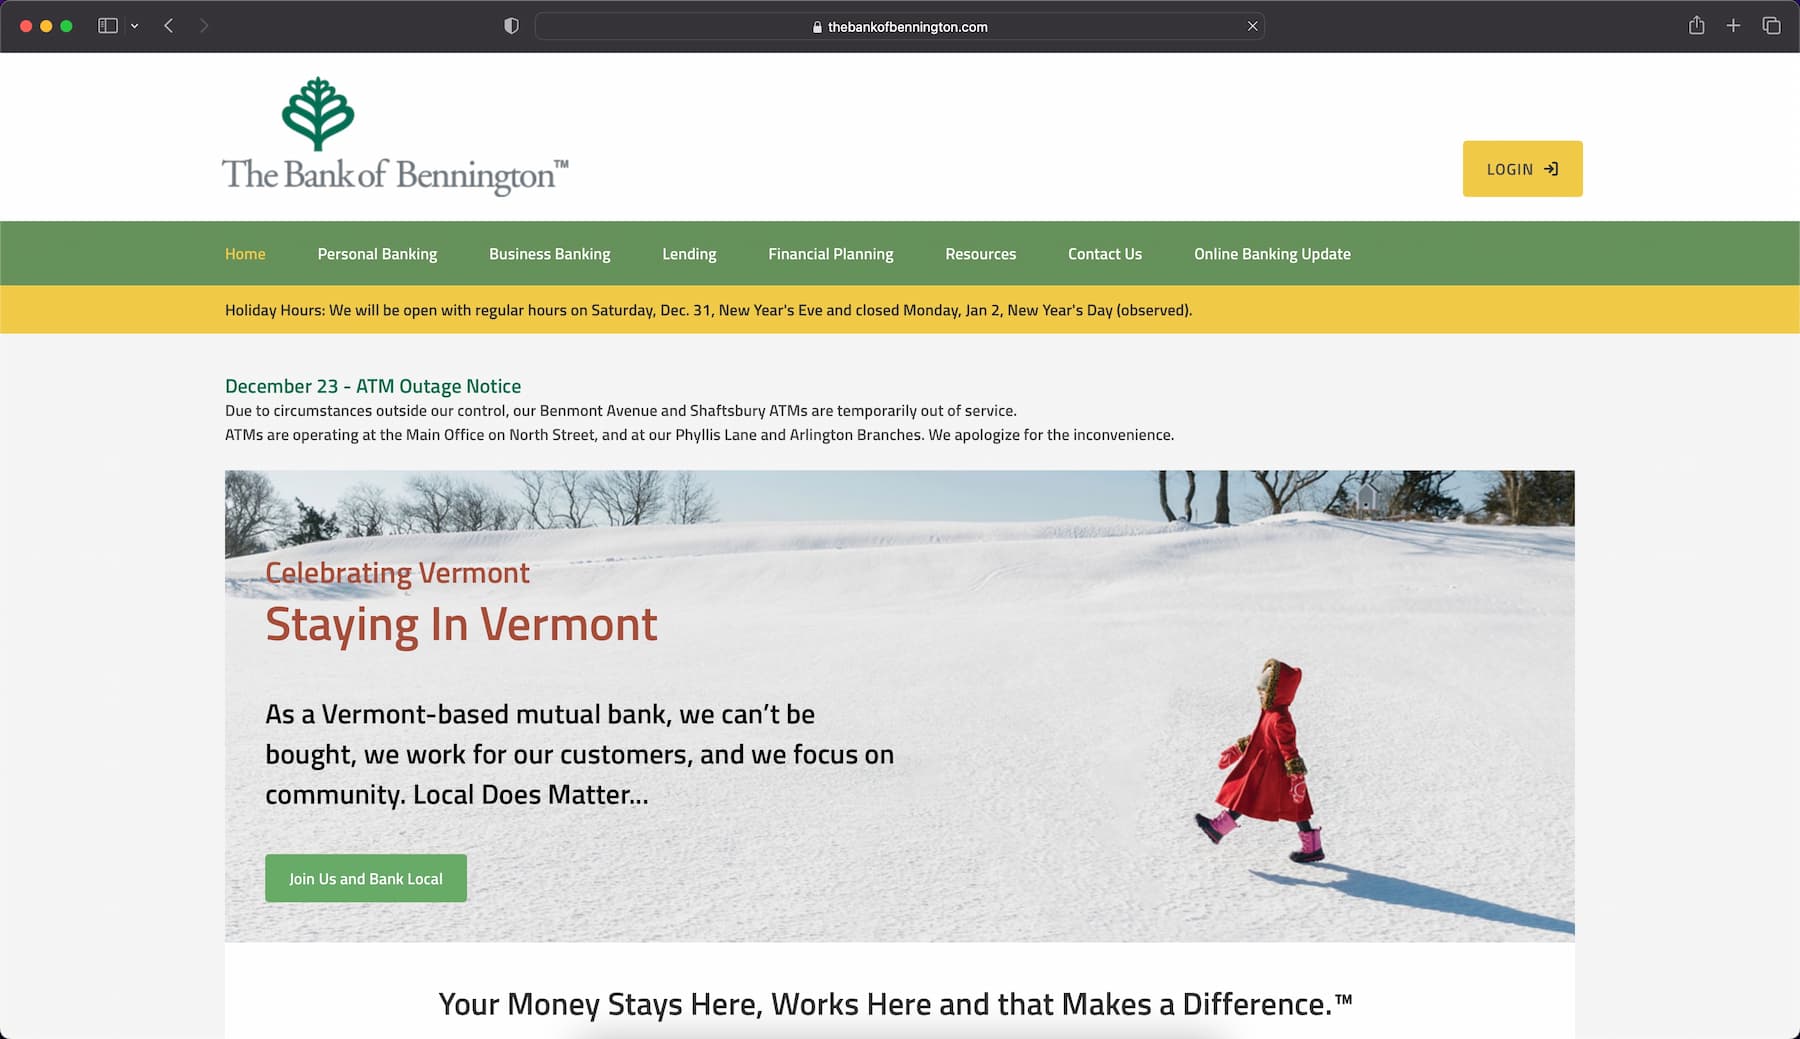 thebankofbennington.com
The Bank of Bennington™
LOGIN
Home Personal Banking Business Banking Lending Financial Planning Resources Contact Us Online Banking Update
Holiday Hours: We will be open with regular hours on Saturday, Dec. 31, New Year's Eve and closed Monday, Jan 2, New Year's Day (observed).
December 23 - ATM Outage Notice
Due to circumstances outside our control, our Benmont Avenue and Shaftsbury ATMs are temporarily out of service.
ATMs are operating at the Main Office on North Street, and at our Phyllis Lane and Arlington Branches. We apologize for the inconvenience.
Celebrating Vermont
Staying In Vermont
As a Vermont-based mutual bank, we can’t be
bought, we work for our customers, and we focus on
community. Local Does Matter...
Join Us and Bank Local
Your Money Stays Here, Works Here and that Makes a Difference.™